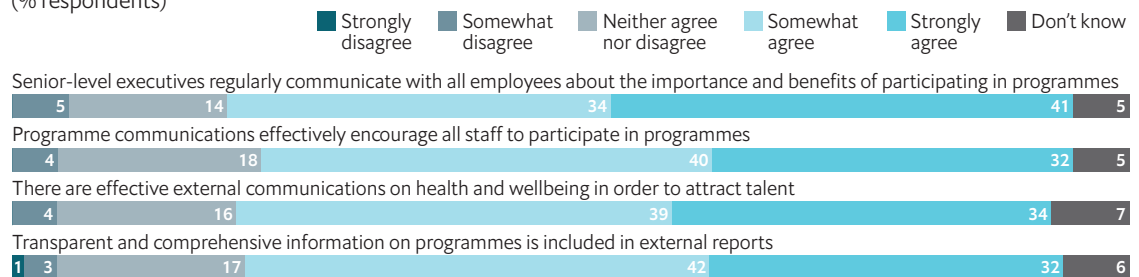 (% respondents)
Strongly disagree
Somewhat disagree
Neither agree nor disagree
Somewhat agree
Strongly agree
Don't know
Senior-level executives regularly communicate with all employees about the importance and benefits of participating in programmes
5 14 34 41 5
Programme communications effectively encourage all staff to participate in programmes
4 18 40 32 5
There are effective external communications on health and wellbeing in order to attract talent
4 16 39 34 7
Transparent and comprehensive information on programmes is included in external reports
1 3 17 42 32 6